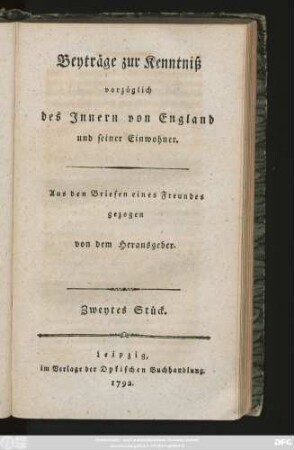 Beyträge zur Kenntniß
vorzüglich
des Innern von England
und seiner Einwohner.
Aus den Briefen eines Freundes
gezogen
von dem Herausgeber.
Zweytes Stück.
Leipzig,
im Verlage der Dykischen Buchhandlung.
1792.
DFG